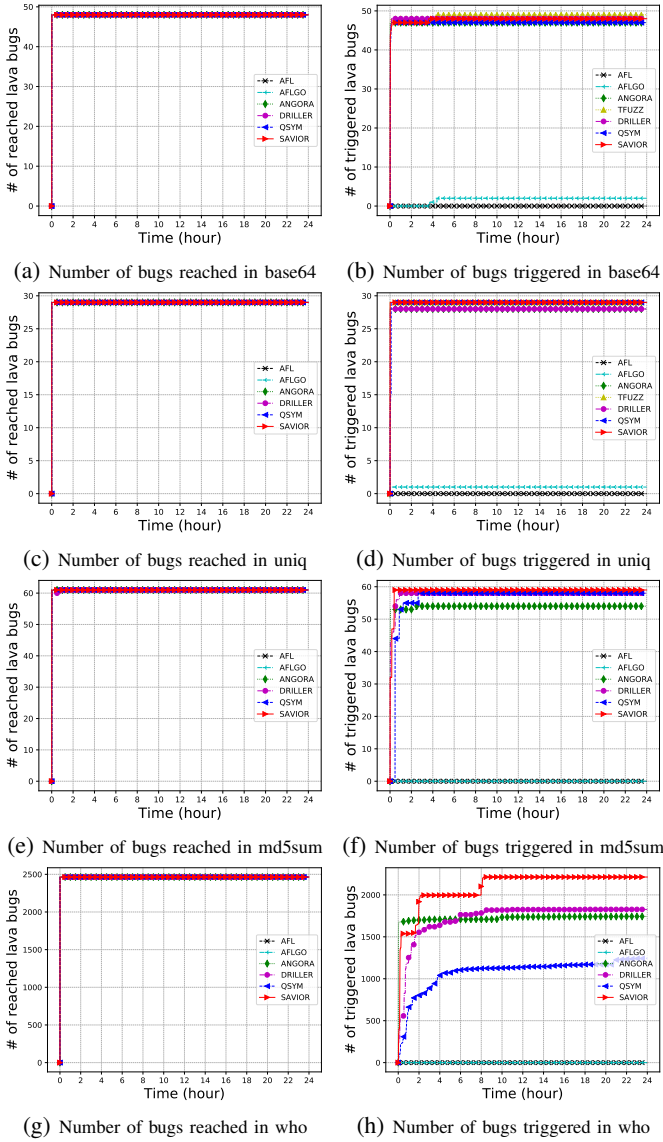 # of reached lava bugs
50
40
30
20
10
0
AFL
AFLGO
ANGORA
DRILLER
QSYM
SAVIOR
0 2 4 6 8 10 12 14 16 18 20 22 24
Time (hour)
(a) Number of bugs reached in base64
# of triggered lava bugs
50
40
30
20
10
0
AFL
AFLGO
ANGORA
TFUZZ
DRILLER
QSYM
SAVIOR
0 2 4 6 8 10 12 14 16 18 20 22 24
Time (hour)
(b) Number of bugs triggered in base64
# of reached lava bugs
30
25
20
15
10
5
0
AFL
AFLGO
ANGORA
DRILLER
QSYM
SAVIOR
0 2 4 6 8 10 12 14 16 18 20 22 24
Time (hour)
(c) Number of bugs reached in uniq
# of triggered lava bugs
30
25
20
15
10
5
0
AFL
AFLGO
ANGORA
TFUZZ
DRILLER
QSYM
SAVIOR
0 2 4 6 8 10 12 14 16 18 20 22 24
Time (hour)
(d) Number of bugs triggered in uniq
# of reached lava bugs
60
50
40
30
20
10
0
AFL
AFLGO
ANGORA
DRILLER
QSYM
SAVIOR
0 2 4 6 8 10 12 14 16 18 20 22 24
Time (hour)
(e) Number of bugs reached in md5sum
# of triggered lava bugs
60
50
40
30
20
10
0
AFL
AFLGO
ANGORA
DRILLER
QSYM
SAVIOR
0 2 4 6 8 10 12 14 16 18 20 22 24
Time (hour)
(f) Number of bugs triggered in md5sum
# of reached lava bugs
2500
2000
1500
1000
500
0
AFL
AFLGO
ANGORA
DRILLER
QSYM
SAVIOR
0 2 4 6 8 10 12 14 16 18 20 22 24
Time (hour)
(g) Number of bugs reached in who
# of triggered lava bugs
2000
1500
1000
500
0
AFL
AFLGO
ANGORA
DRILLER
QSYM
SAVIOR
0 2 4 6 8 10 12 14 16 18 20 22 24
Time (hour)
(h) Number of bugs triggered in who